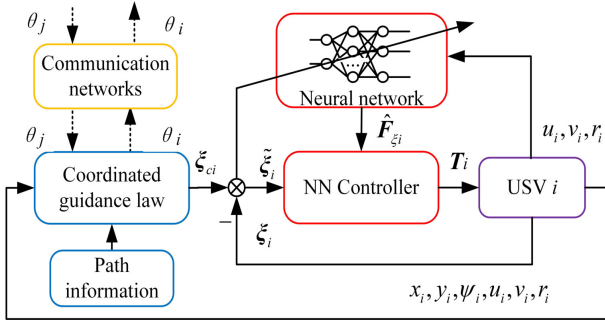 θj θi
Communication
networks
θj θi
Neural network
F̂ξi
ui,vi,ri
Coordinated
guidance law
ξci
ξ̃i
NN Controller
Ti
USV i
−
ξi
Path
information
xi,yi,ψi,ui,vi,ri